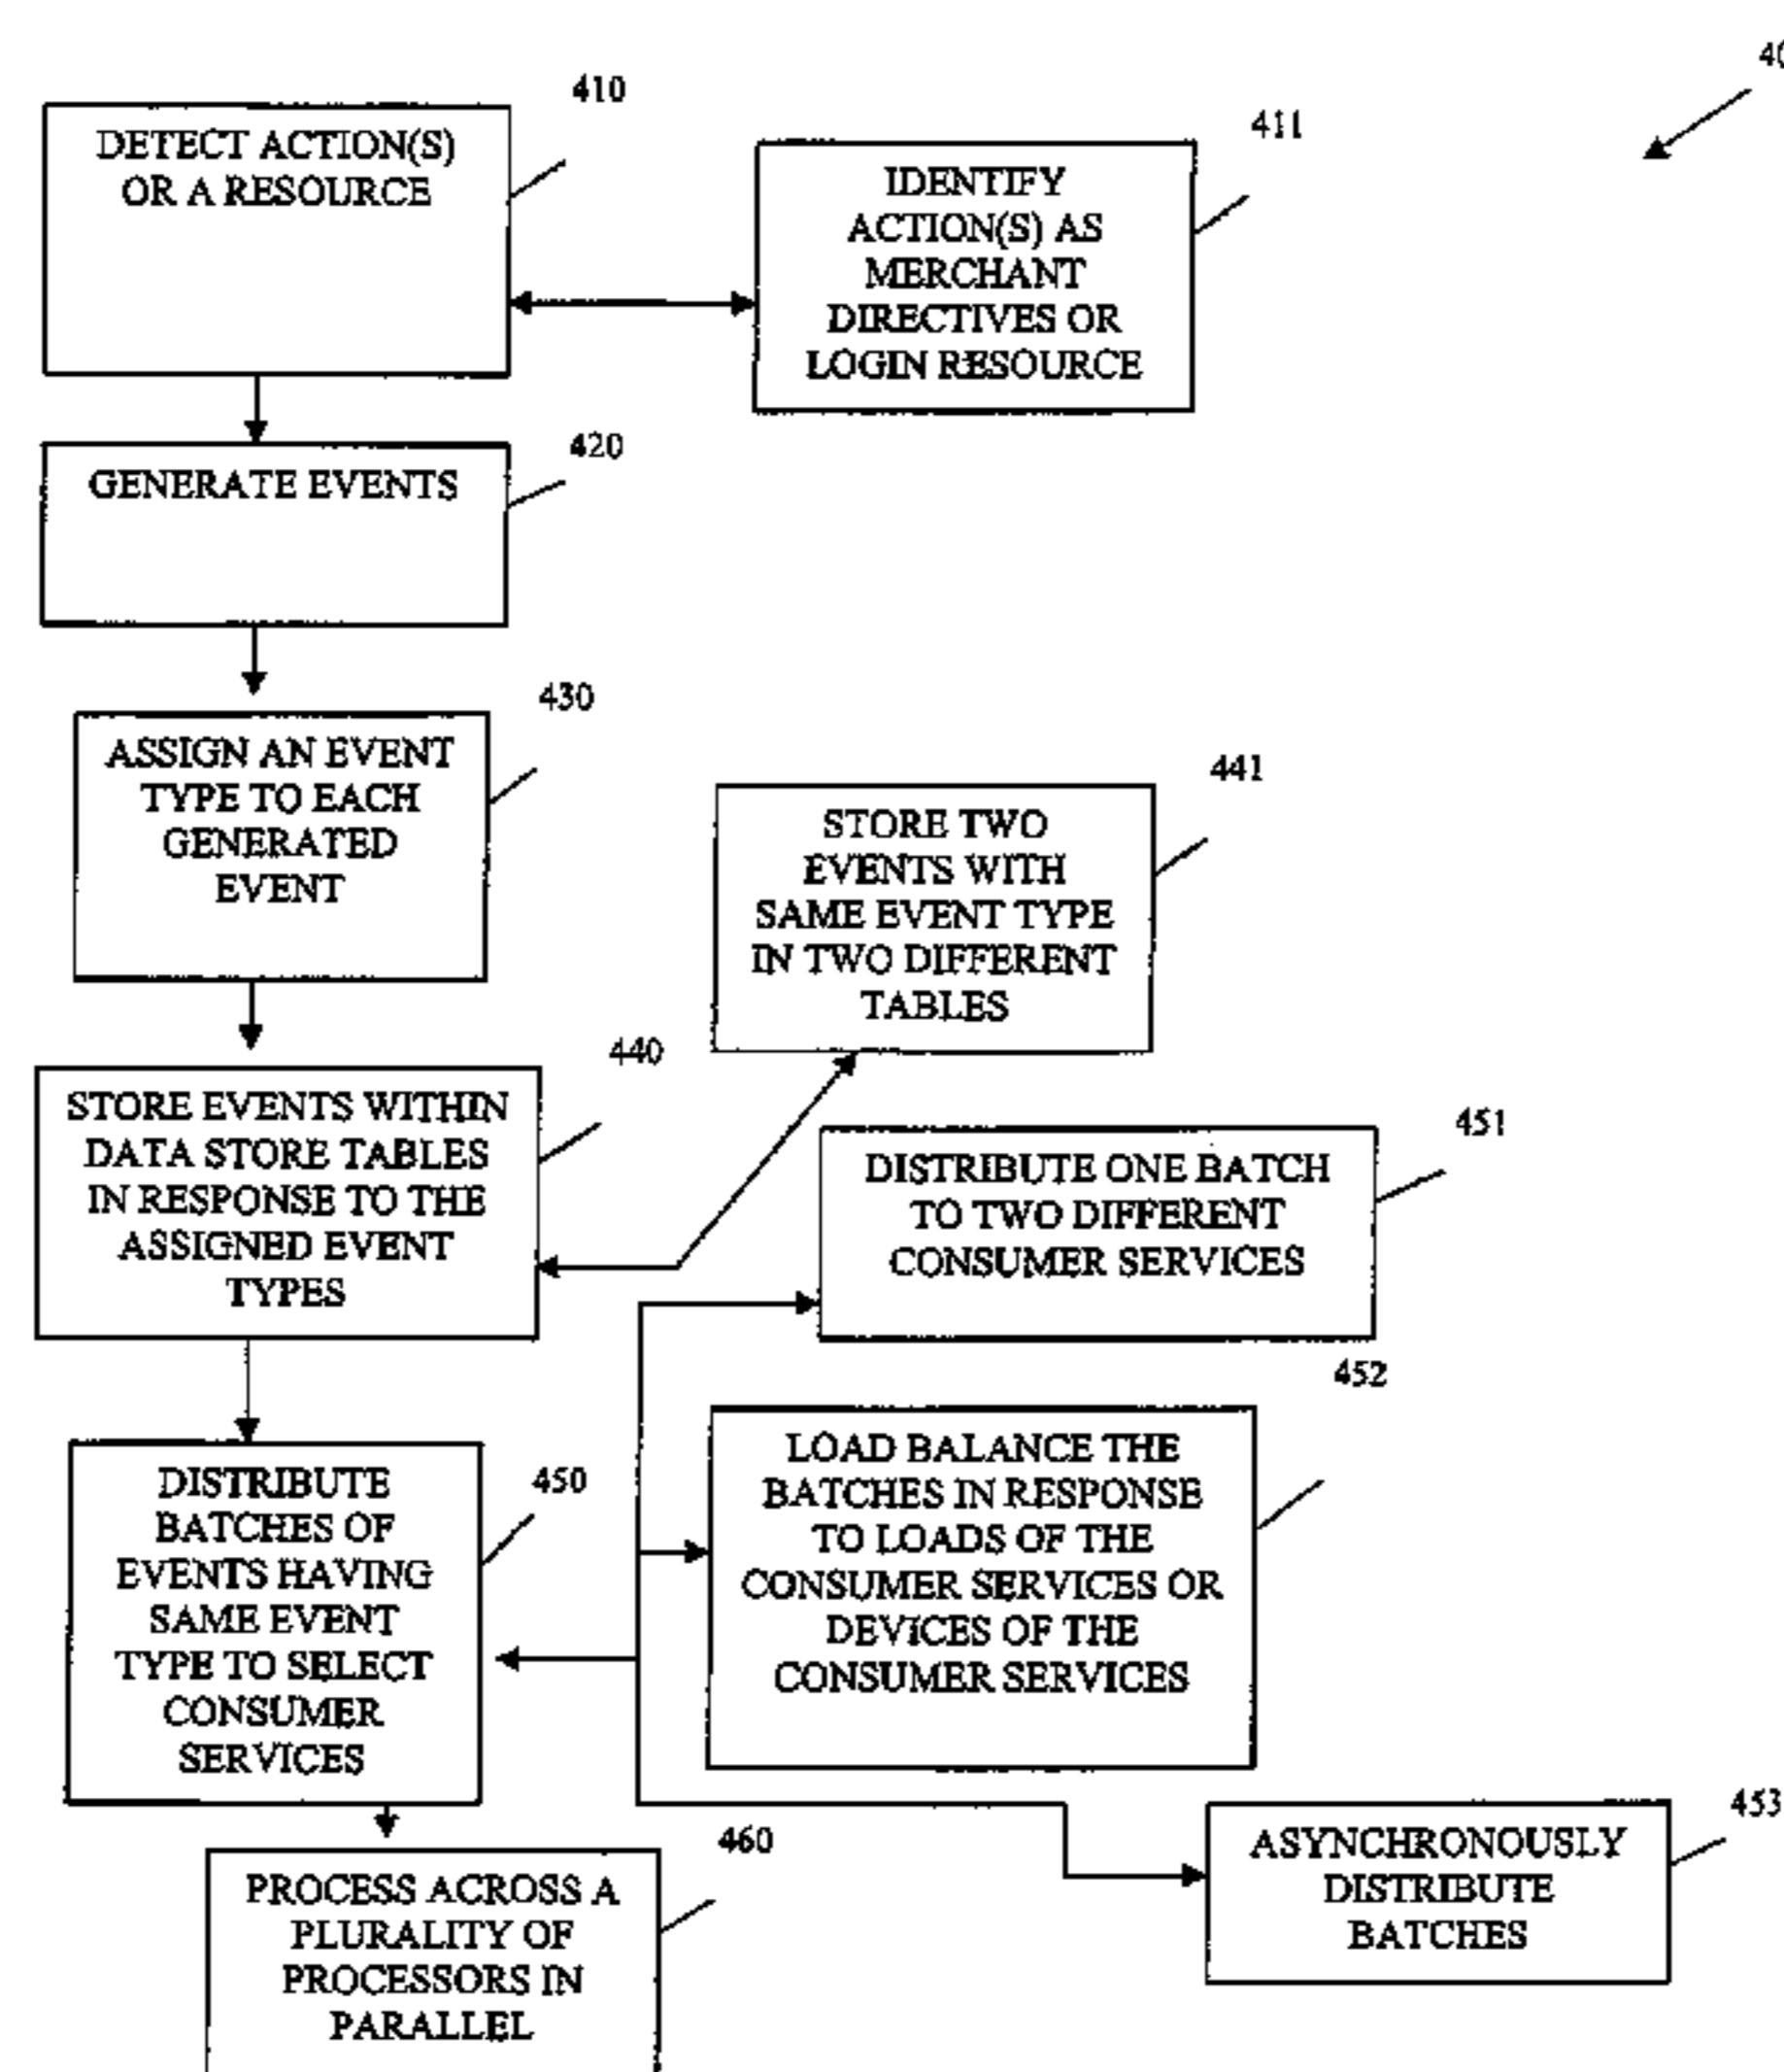 40
410
DETECT ACTION(S)
OR A RESOURCE
411
IDENTIFY
ACTION(S) AS
MERCHANT
DIRECTIVES OR
LOGIN RESOURCE
420
GENERATE EVENTS
430
ASSIGN AN EVENT
TYPE TO EACH
GENERATED
EVENT
441
STORE TWO
EVENTS WITH
SAME EVENT TYPE
IN TWO DIFFERENT
TABLES
440
STORE EVENTS WITHIN
DATA STORE TABLES
IN RESPONSE TO THE
ASSIGNED EVENT
TYPES
451
DISTRIBUTE ONE BATCH
TO TWO DIFFERENT
CONSUMER SERVICES
452
LOAD BALANCE THE
BATCHES IN RESPONSE
TO LOADS OF THE
CONSUMER SERVICES OR
DEVICES OF THE
CONSUMER SERVICES
450
DISTRIBUTE
BATCHES OF
EVENTS HAVING
SAME EVENT
TYPE TO SELECT
CONSUMER
SERVICES
453
ASYNCHRONOUSLY
DISTRIBUTE
BATCHES
460
PROCESS ACROSS A
PLURALITY OF
PROCESSORS IN
PARALLEL